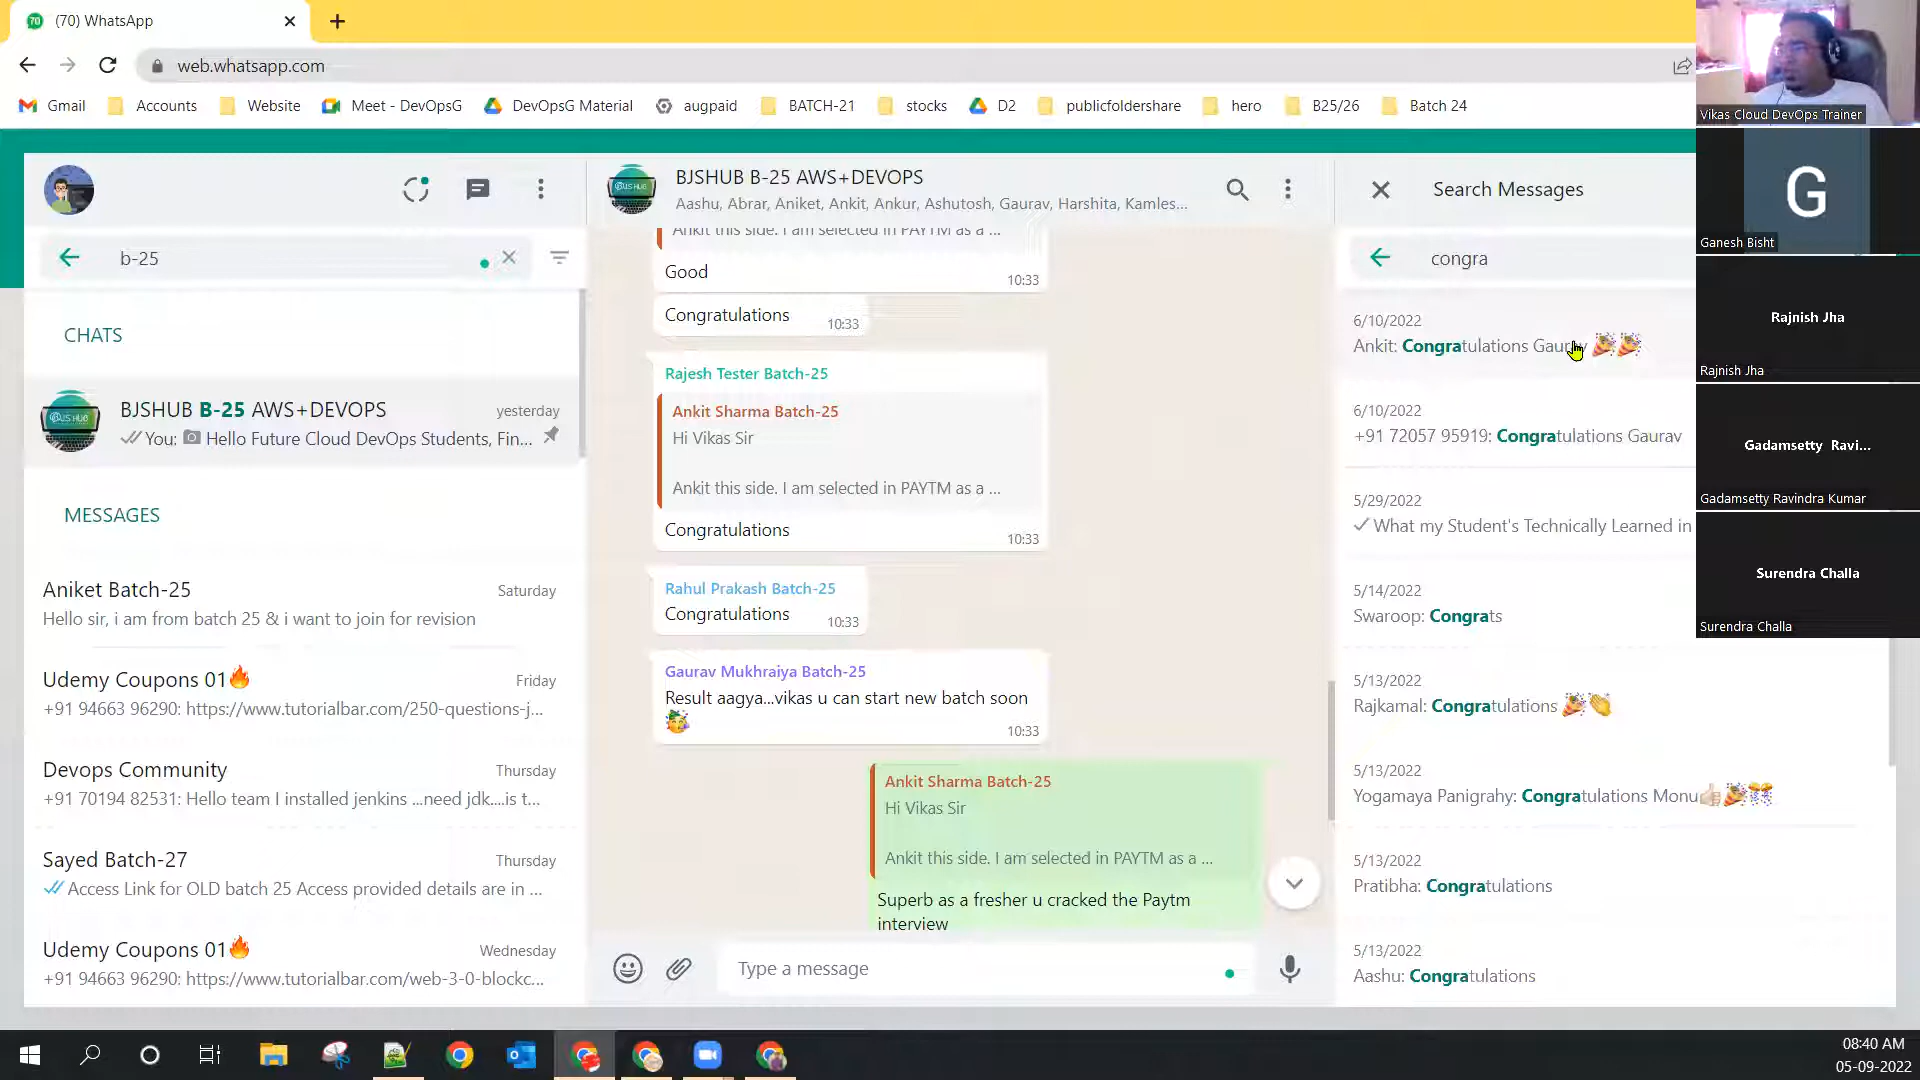 (70) WhatsApp
web.whatsapp.com
Gmail
Accounts
Website
Meet - DevOpsG
DevOpsG Material
augpaid
BATCH-21
stocks
D2
publicfoldershare
hero
B25/26
Batch 24
b-25
CHATS
BJSHUB B-25 AWS+DEVOPS
yesterday
You: Hello Future Cloud DevOps Students, Fin...
MESSAGES
Aniket Batch-25
Saturday
Hello sir, i am from batch 25 & i want to join for revision
Udemy Coupons 01🔥
Friday
+91 94663 96290: https://www.tutorialbar.com/250-questions-j...
Devops Community
Thursday
+91 70194 82531: Hello team I installed jenkins ...need jdk....is t...
Sayed Batch-27
Thursday
Access Link for OLD batch 25 Access provided details are in ...
Udemy Coupons 01🔥
Wednesday
+91 94663 96290: https://www.tutorialbar.com/web-3-0-blockc...
BJSHUB B-25 AWS+DEVOPS
Aashu, Abrar, Aniket, Ankit, Ankur, Ashutosh, Gaurav, Harshita, Kamles...
Ankit this side. I am selected in PAYTM as a ...
Good
10:33
Congratulations
10:33
Rajesh Tester Batch-25
Ankit Sharma Batch-25
Hi Vikas Sir
Ankit this side. I am selected in PAYTM as a ...
Congratulations
10:33
Rahul Prakash Batch-25
Congratulations
10:33
Gaurav Mukhraiya Batch-25
Result aagya...vikas u can start new batch soon
10:33
Ankit Sharma Batch-25
Hi Vikas Sir
Ankit this side. I am selected in PAYTM as a ...
Superb as a fresher u cracked the Paytm
interview
Type a message
Search Messages
congra
6/10/2022
Ankit: Congratulations Gaurav 🎉🎉
6/10/2022
+91 72057 95919: Congratulations Gaurav
5/29/2022
What my Student's Technically Learned in
5/14/2022
Swaroop: Congrats
5/13/2022
Rajkamal: Congratulations 🎉👏
5/13/2022
Yogamaya Panigrahy: Congratulations Monu👍🏻🎉🎊
5/13/2022
Pratibha: Congratulations
5/13/2022
Aashu: Congratulations
Vikas Cloud DevOps Trainer
G
Ganesh Bisht
Rajnish Jha
Rajnish Jha
Gadamsetty Ravi...
Gadamsetty Ravindra Kumar
Surendra Challa
Surendra Challa
08:40 AM
05-09-2022